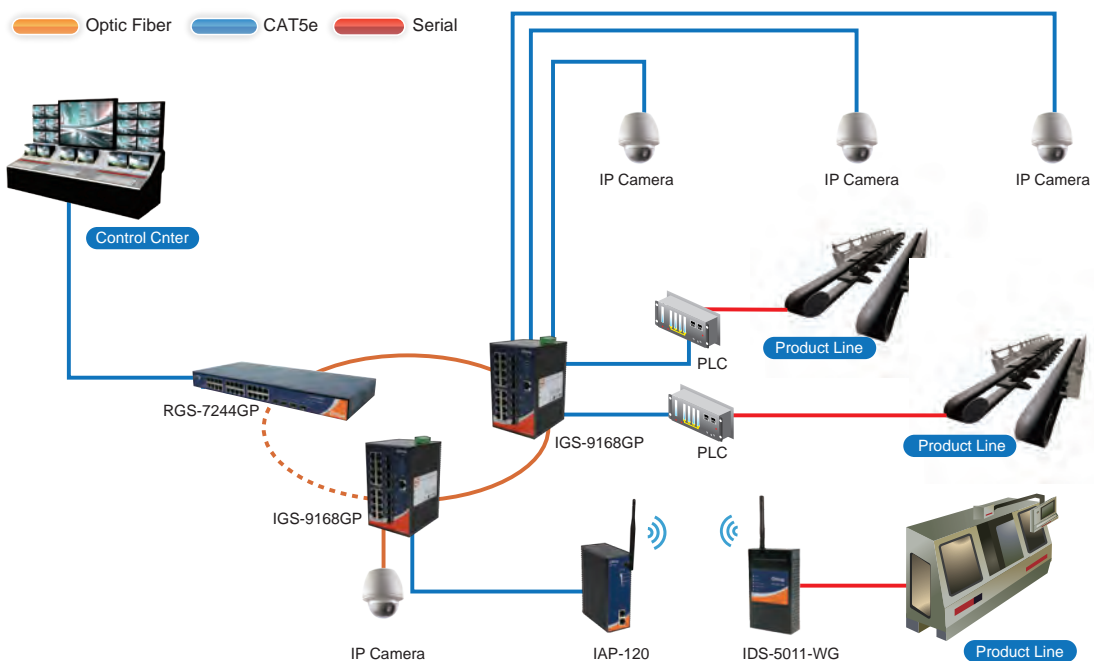 Optic Fiber CAT5e Serial
IP Camera IP Camera IP Camera
Control Cnter
Product Line
PLC
RGS-7244GP
IGS-9168GP
PLC
Product Line
IGS-9168GP
IP Camera
IAP-120
IDS-5011-WG
Product Line